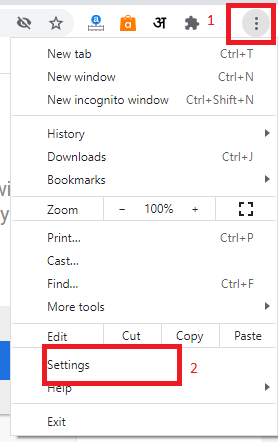 अ 1
New tab Ctrl+T
New window Ctrl+N
New incognito window Ctrl+Shift+N
History
Downloads Ctrl+J
Bookmarks
Zoom − 100% +
Print... Ctrl+P
Cast...
Find... Ctrl+F
More tools
Edit Cut Copy Paste
Settings 2
Help
Exit